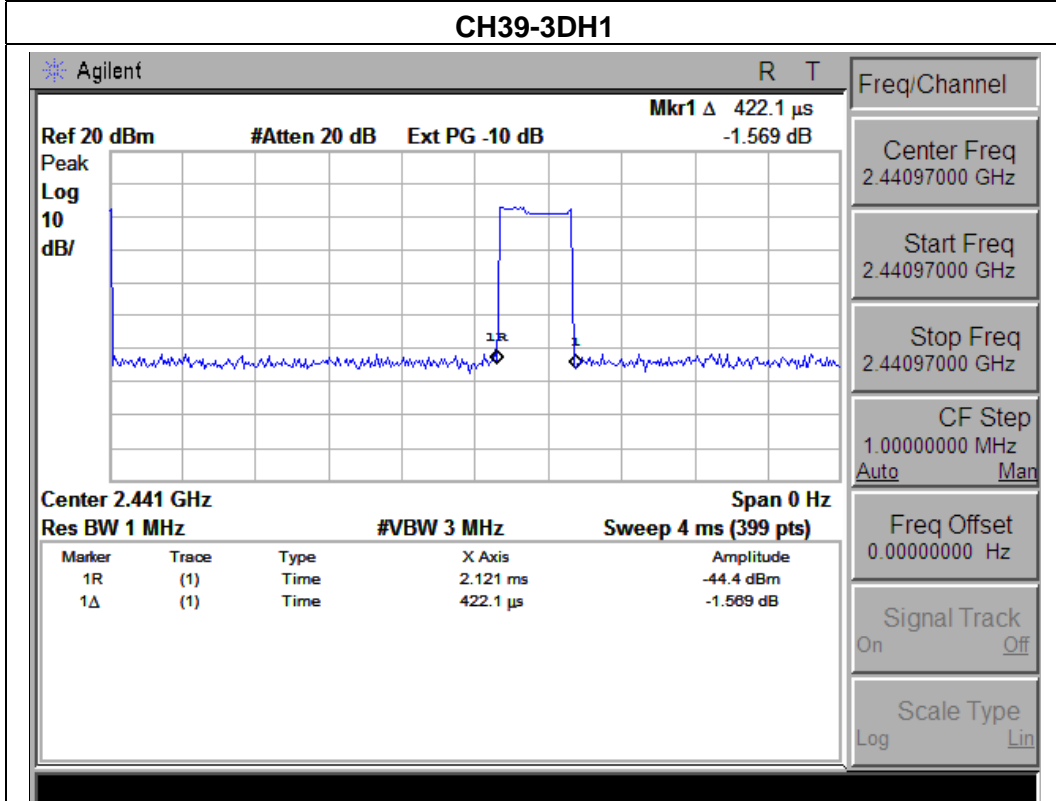 CH39-3DH1
Agilent R T
Mkr1 Δ 422.1 µs
Ref 20 dBm #Atten 20 dB Ext PG -10 dB -1.569 dB
Peak
Log
10
dB/
1R
1
Center 2.441 GHz Span 0 Hz
Res BW 1 MHz #VBW 3 MHz Sweep 4 ms (399 pts)
Marker Trace Type X Axis Amplitude
1R (1) Time 2.121 ms -44.4 dBm
1Δ (1) Time 422.1 µs -1.569 dB
Freq/Channel
Center Freq
2.44097000 GHz
Start Freq
2.44097000 GHz
Stop Freq
2.44097000 GHz
CF Step
1.00000000 MHz
Auto Man
Freq Offset
0.00000000 Hz
Signal Track
On Off
Scale Type
Log Lin